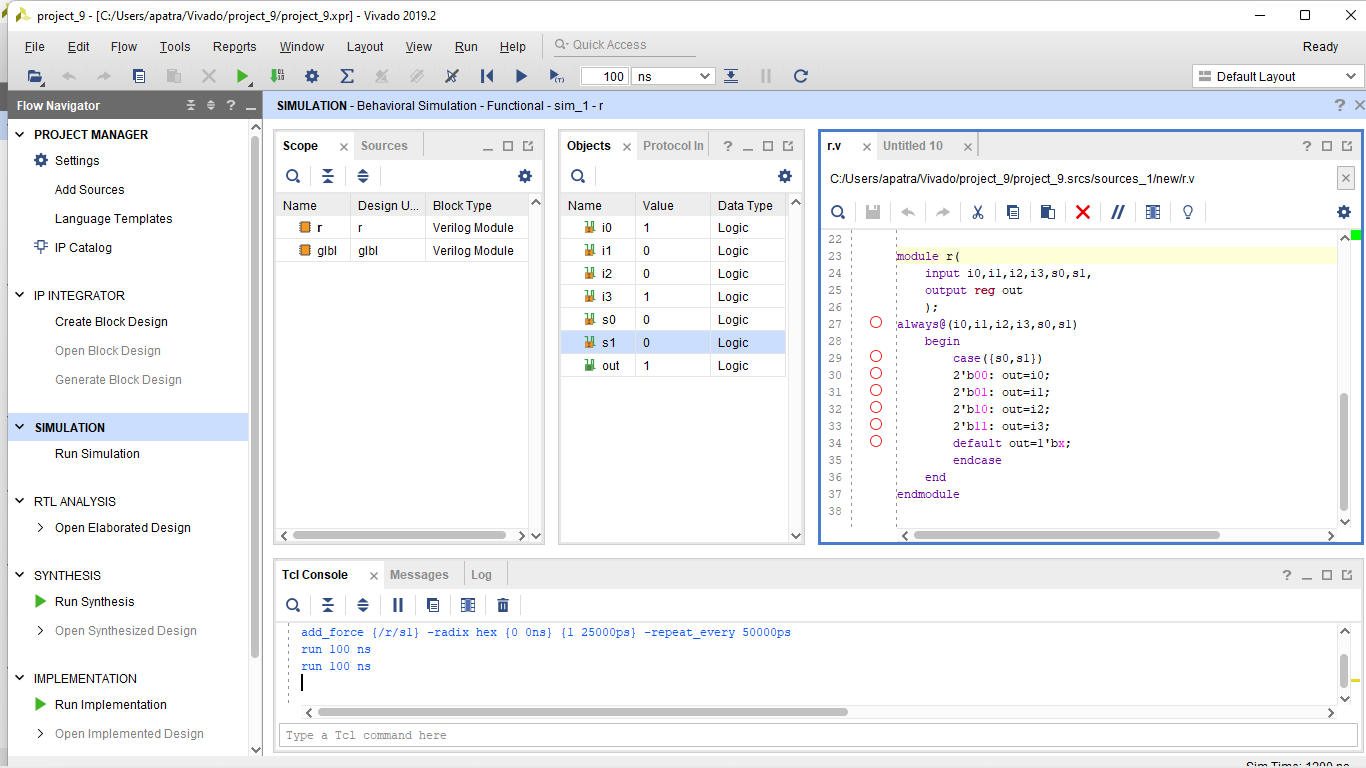 project_9 - [C:/Users/apatra/Vivado/project_9/project_9.xpr] - Vivado 2019.2
File Edit Flow Tools Reports Window Layout View Run Help Quick Access Ready
100 ns Default Layout
Flow Navigator
SIMULATION - Behavioral Simulation - Functional - sim_1 - r
PROJECT MANAGER
Settings
Add Sources
Language Templates
IP Catalog
IP INTEGRATOR
Create Block Design
Open Block Design
Generate Block Design
SIMULATION
Run Simulation
RTL ANALYSIS
Open Elaborated Design
SYNTHESIS
Run Synthesis
Open Synthesized Design
IMPLEMENTATION
Run Implementation
Open Implemented Design
Scope Sources
Name Design U... Block Type
r r Verilog Module
glbl glbl Verilog Module
Objects Protocol In
Name Value Data Type
i0 1 Logic
i1 0 Logic
i2 0 Logic
i3 1 Logic
s0 0 Logic
s1 0 Logic
out 1 Logic
r.v Untitled 10
C:/Users/apatra/Vivado/project_9/project_9.srcs/sources_1/new/r.v
22
23 module r(
24 input i0,i1,i2,i3,s0,s1,
25 output reg out
26 );
27 always@(i0,i1,i2,i3,s0,s1)
28 begin
29 case({s0,s1})
30 2'b00: out=i0;
31 2'b01: out=i1;
32 2'b10: out=i2;
33 2'b11: out=i3;
34 default out=1'bx;
35 endcase
36 end
37 endmodule
38
Tcl Console Messages Log
add_force {/r/s1} -radix hex {0 0ns} {1 25000ps} -repeat_every 50000ps
run 100 ns
run 100 ns
Type a Tcl command here
Sim Time: 1200 ns